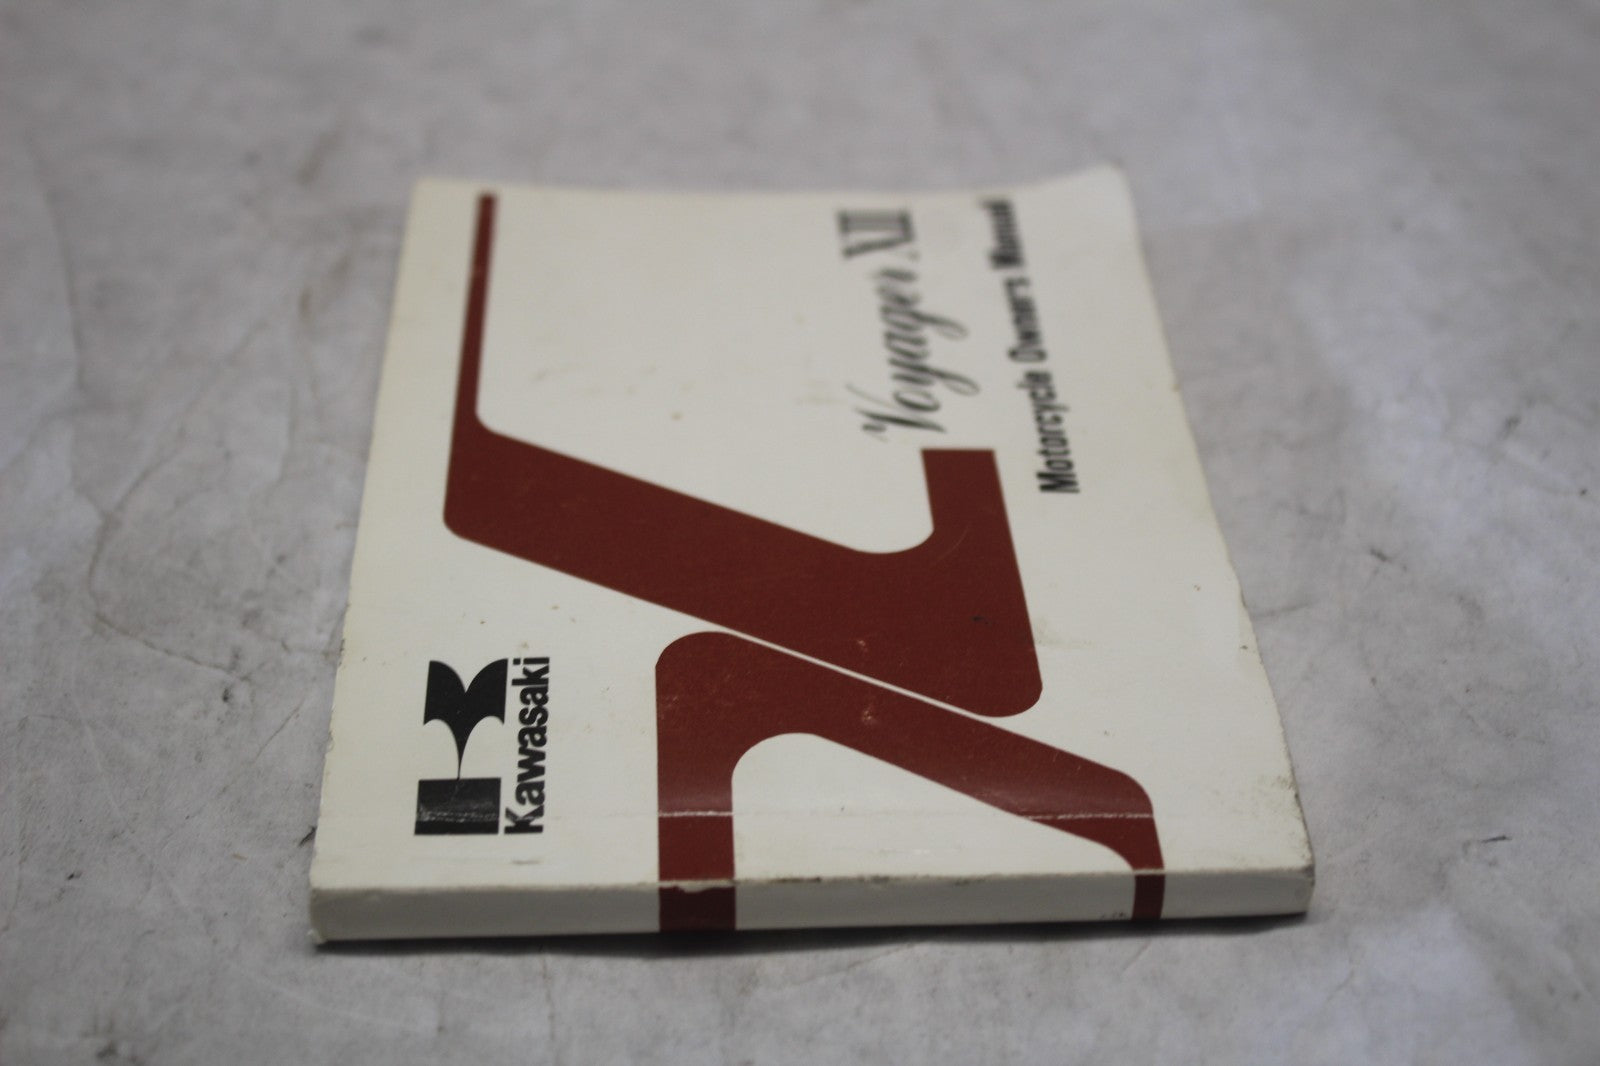 Kawasaki
Voyager XII
Motorcycle Owner's Manual